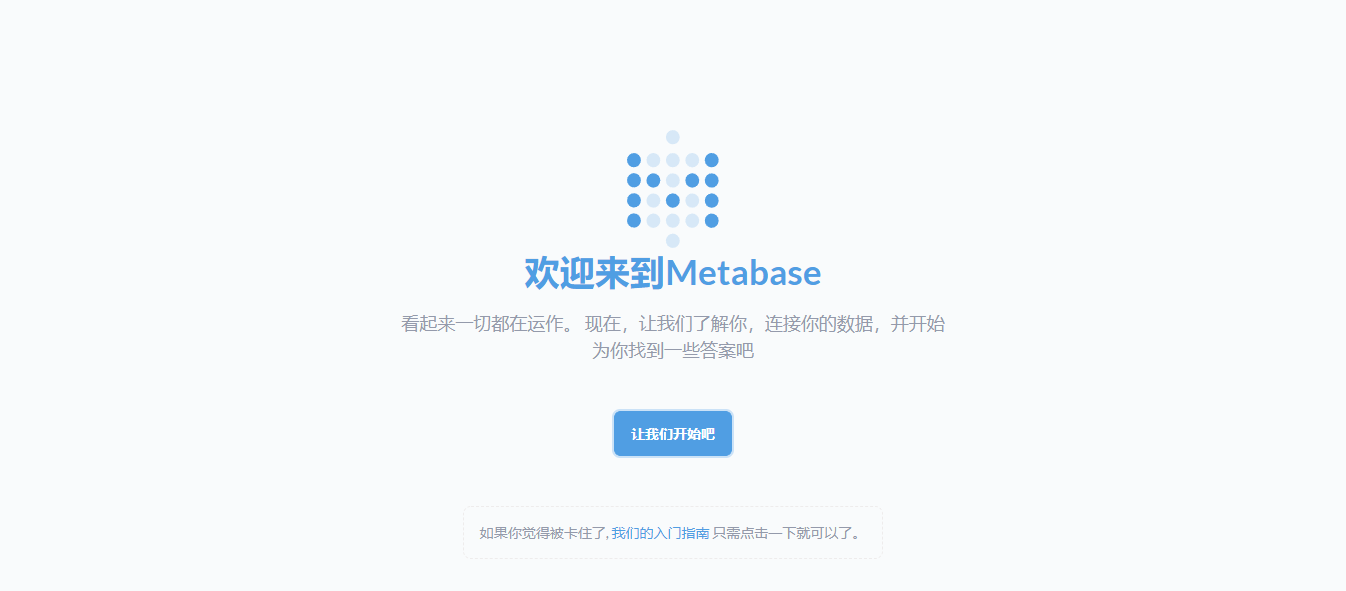 欢迎来到Metabase
看起来一切都在运作。 现在，让我们了解你，连接你的数据，并开始
为你找到一些答案吧
让我们开始吧
如果你觉得被卡住了, 我们的入门指南 只需点击一下就可以了。